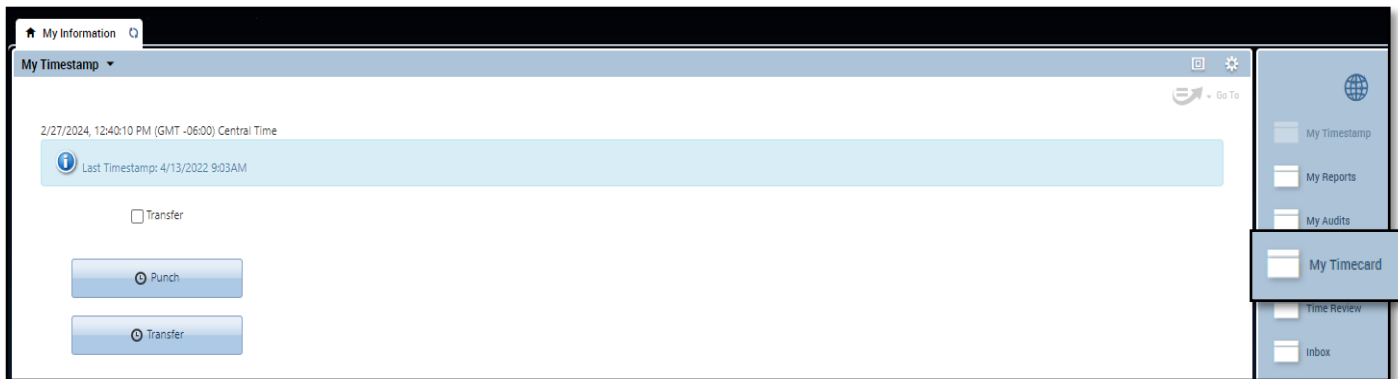 My Information
My Timestamp
Go To
2/27/2024, 12:40:10 PM (GMT -06:00) Central Time
Last Timestamp: 4/13/2022 9:03AM
Transfer
Punch
Transfer
My Timestamp
My Reports
My Audits
My Timecard
Time Review
Inbox